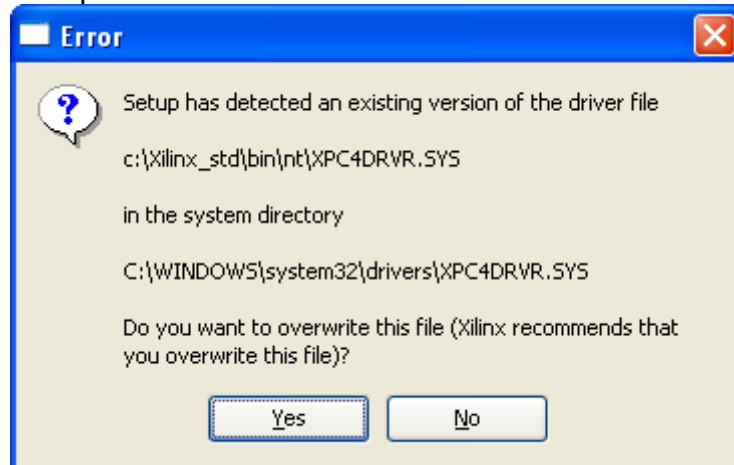 Error
Setup has detected an existing version of the driver file
c:\Xilinx_std\bin\nt\XPC4DRVR.SYS
in the system directory
C:\WINDOWS\system32\drivers\XPC4DRVR.SYS
Do you want to overwrite this file (Xilinx recommends that
you overwrite this file)?
Yes
No